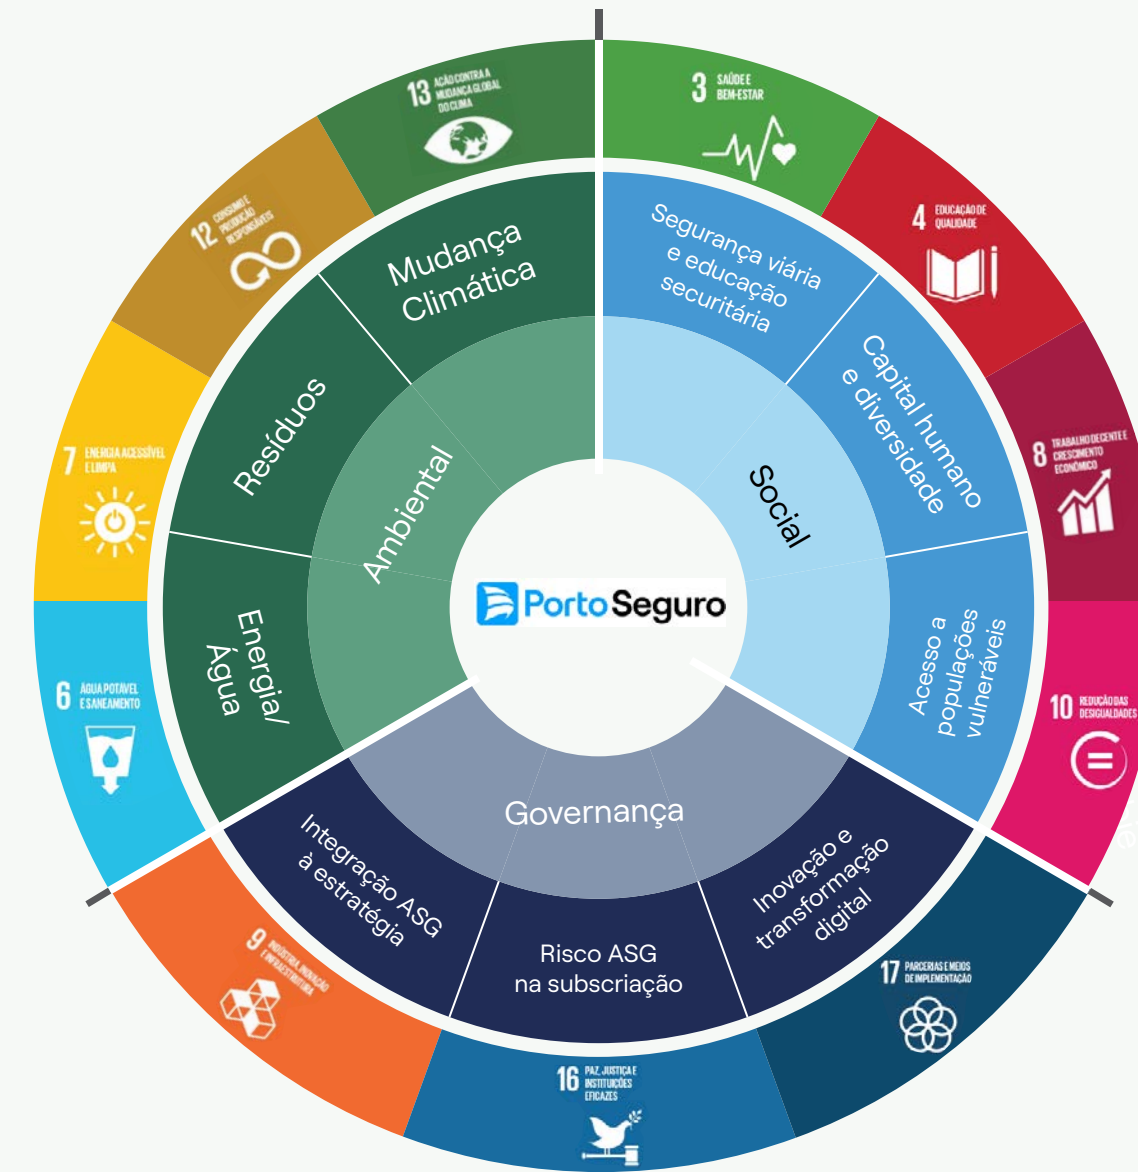 13 AÇÃO CONTRA A
MUDANÇA GLOBAL
DO CLIMA
3 SAÚDE E
BEM-ESTAR
4 EDUCAÇÃO DE
QUALIDADE
8 TRABALHO DECENTE E
CRESCIMENTO
ECONÔMICO
10 REDUÇÃO DAS
DESIGUALDADES
17 PARCERIAS E MEIOS
DE IMPLEMENTAÇÃO
16 PAZ, JUSTIÇA E
INSTITUIÇÕES
EFICAZES
9 INDÚSTRIA, INOVAÇÃO
E INFRAESTRUTURA
6 ÁGUA POTÁVEL
E SANEAMENTO
7 ENERGIA ACESSÍVEL
E LIMPA
12 CONSUMO E
PRODUÇÃO
RESPONSÁVEIS
Mudança
Climática
Segurança viária
e educação
securitária
Capital humano
e diversidade
Acesso a
populações
vulneráveis
Inovação e
transformação
digital
Risco ASG
na subscriação
Integração ASG
à estratégia
Energia/
Água
Resíduos
Ambiental
Social
Governança
Porto Seguro